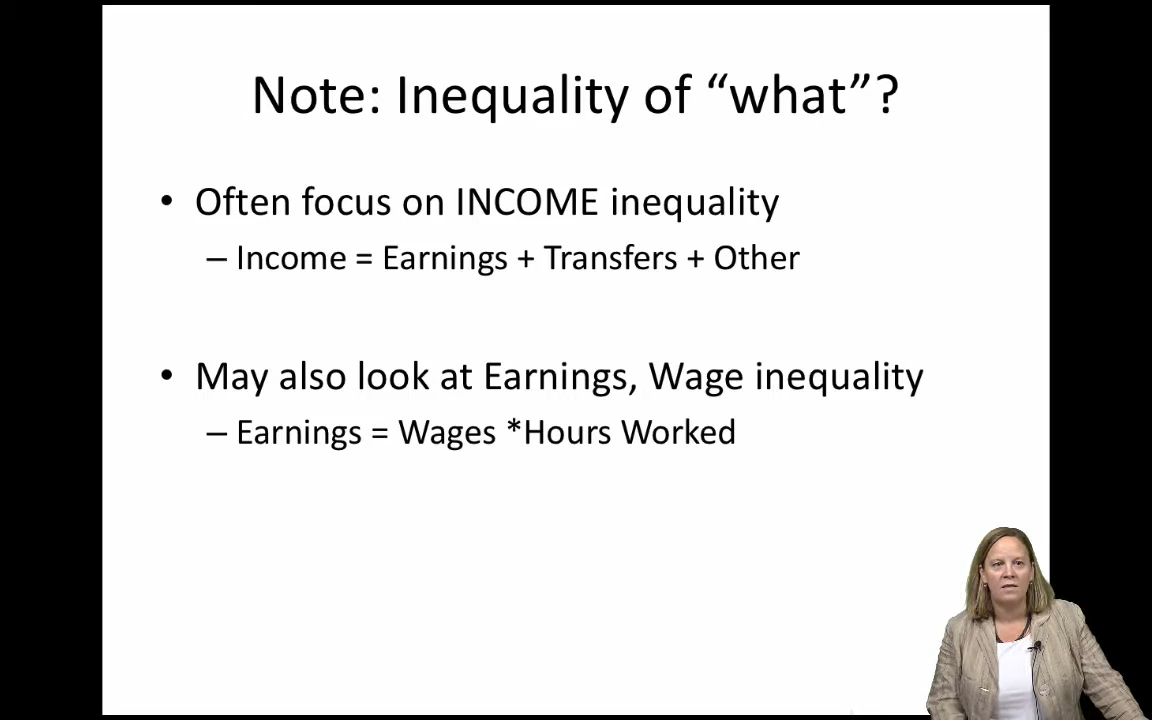 Note: Inequality of “what”?
• Often focus on INCOME inequality
– Income = Earnings + Transfers + Other
• May also look at Earnings, Wage inequality
– Earnings = Wages *Hours Worked